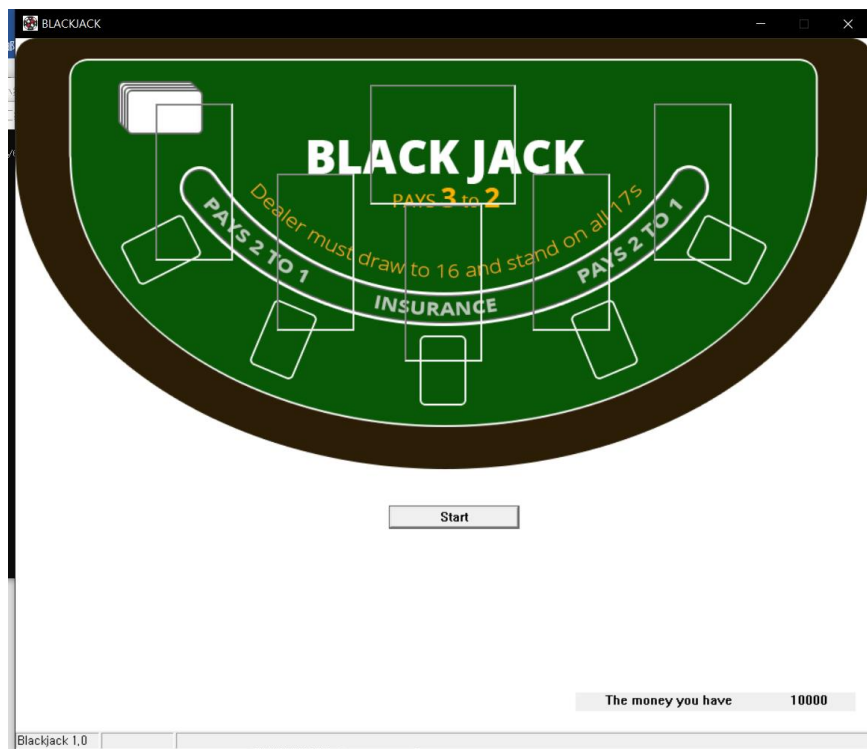 BLACKJACK
BLACK JACK
PAYS 3 to 2
Dealer must draw to 16 and stand on all 17s
PAYS 2 TO 1
INSURANCE
PAYS 2 TO 1
Start
The money you have 10000
Blackjack 1.0